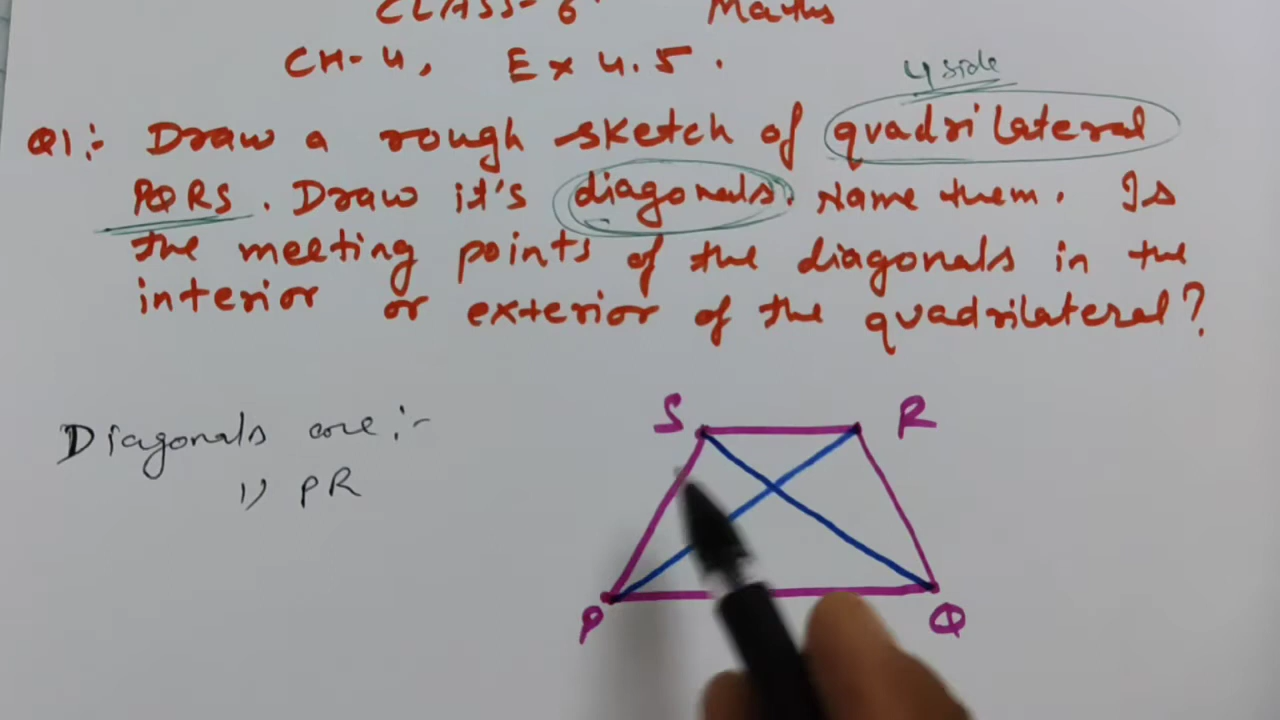 CLASS-6 Maths
CH-4, Ex 4.5.
4 side
Q1:- Draw a rough sketch of quadrilateral
PQRS. Draw it's diagonals. Name them. Is
the meeting points of the diagonals in the
interior or exterior of the quadrilateral?
Diagonals are:-
1) PR
S R
P Q